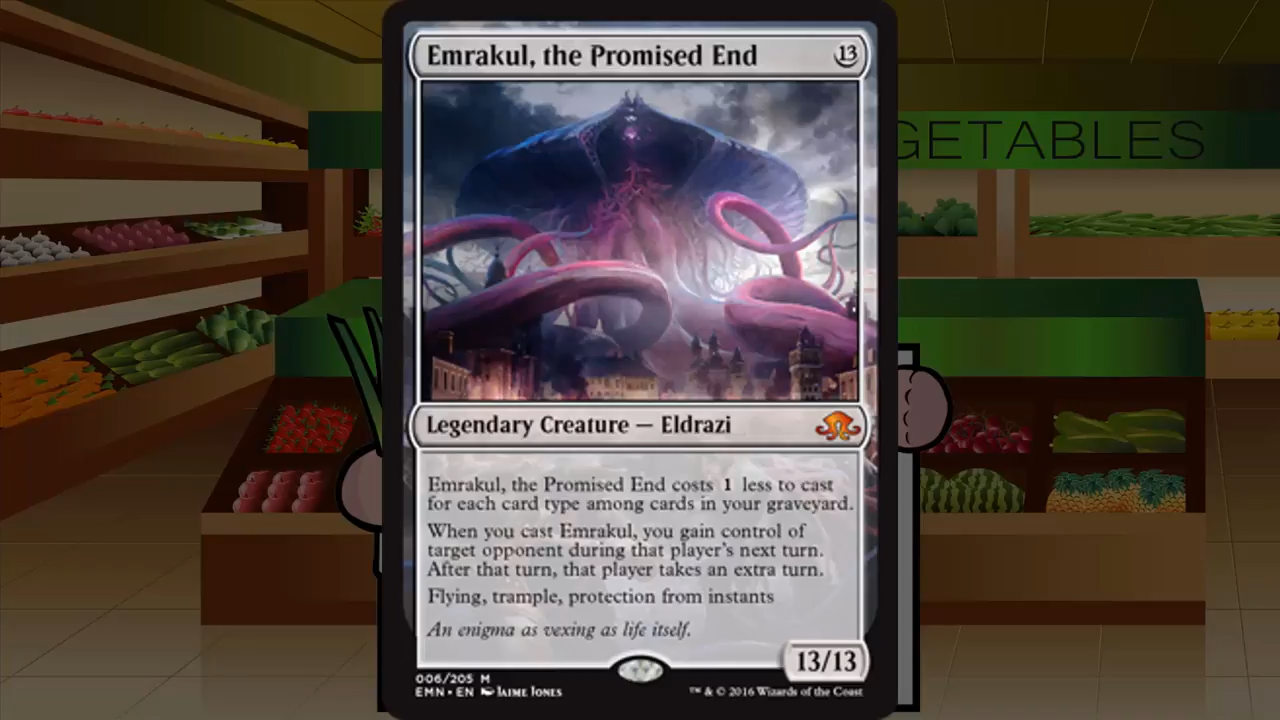 Emrakul, the Promised End 13
GETABLES
Legendary Creature — Eldrazi
Emrakul, the Promised End costs 1 less to cast
for each card type among cards in your graveyard.
When you cast Emrakul, you gain control of
target opponent during that player's next turn.
After that turn, that player takes an extra turn.
Flying, trample, protection from instants
An enigma as vexing as life itself.
13/13
006/205 M
EMN • EN Jaime Jones
™ & © 2016 Wizards of the Coast